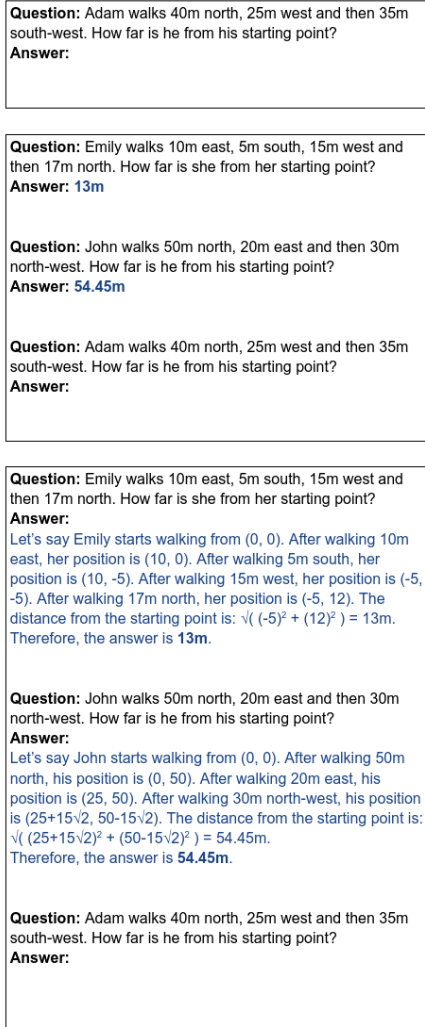 Question: Adam walks 40m north, 25m west and then 35m
south-west. How far is he from his starting point?
Answer:
Question: Emily walks 10m east, 5m south, 15m west and
then 17m north. How far is she from her starting point?
Answer: 13m
Question: John walks 50m north, 20m east and then 30m
north-west. How far is he from his starting point?
Answer: 54.45m
Question: Adam walks 40m north, 25m west and then 35m
south-west. How far is he from his starting point?
Answer:
Question: Emily walks 10m east, 5m south, 15m west and
then 17m north. How far is she from her starting point?
Answer:
Let's say Emily starts walking from (0, 0). After walking 10m
east, her position is (10, 0). After walking 5m south, her
position is (10, -5). After walking 15m west, her position is (-5,
-5). After walking 17m north, her position is (-5, 12). The
distance from the starting point is: √( (-5)² + (12)² ) = 13m.
Therefore, the answer is 13m.
Question: John walks 50m north, 20m east and then 30m
north-west. How far is he from his starting point?
Answer:
Let's say John starts walking from (0, 0). After walking 50m
north, his position is (0, 50). After walking 20m east, his
position is (25, 50). After walking 30m north-west, his position
is (25+15√2, 50-15√2). The distance from the starting point is:
√( (25+15√2)² + (50-15√2)² ) = 54.45m.
Therefore, the answer is 54.45m.
Question: Adam walks 40m north, 25m west and then 35m
south-west. How far is he from his starting point?
Answer: